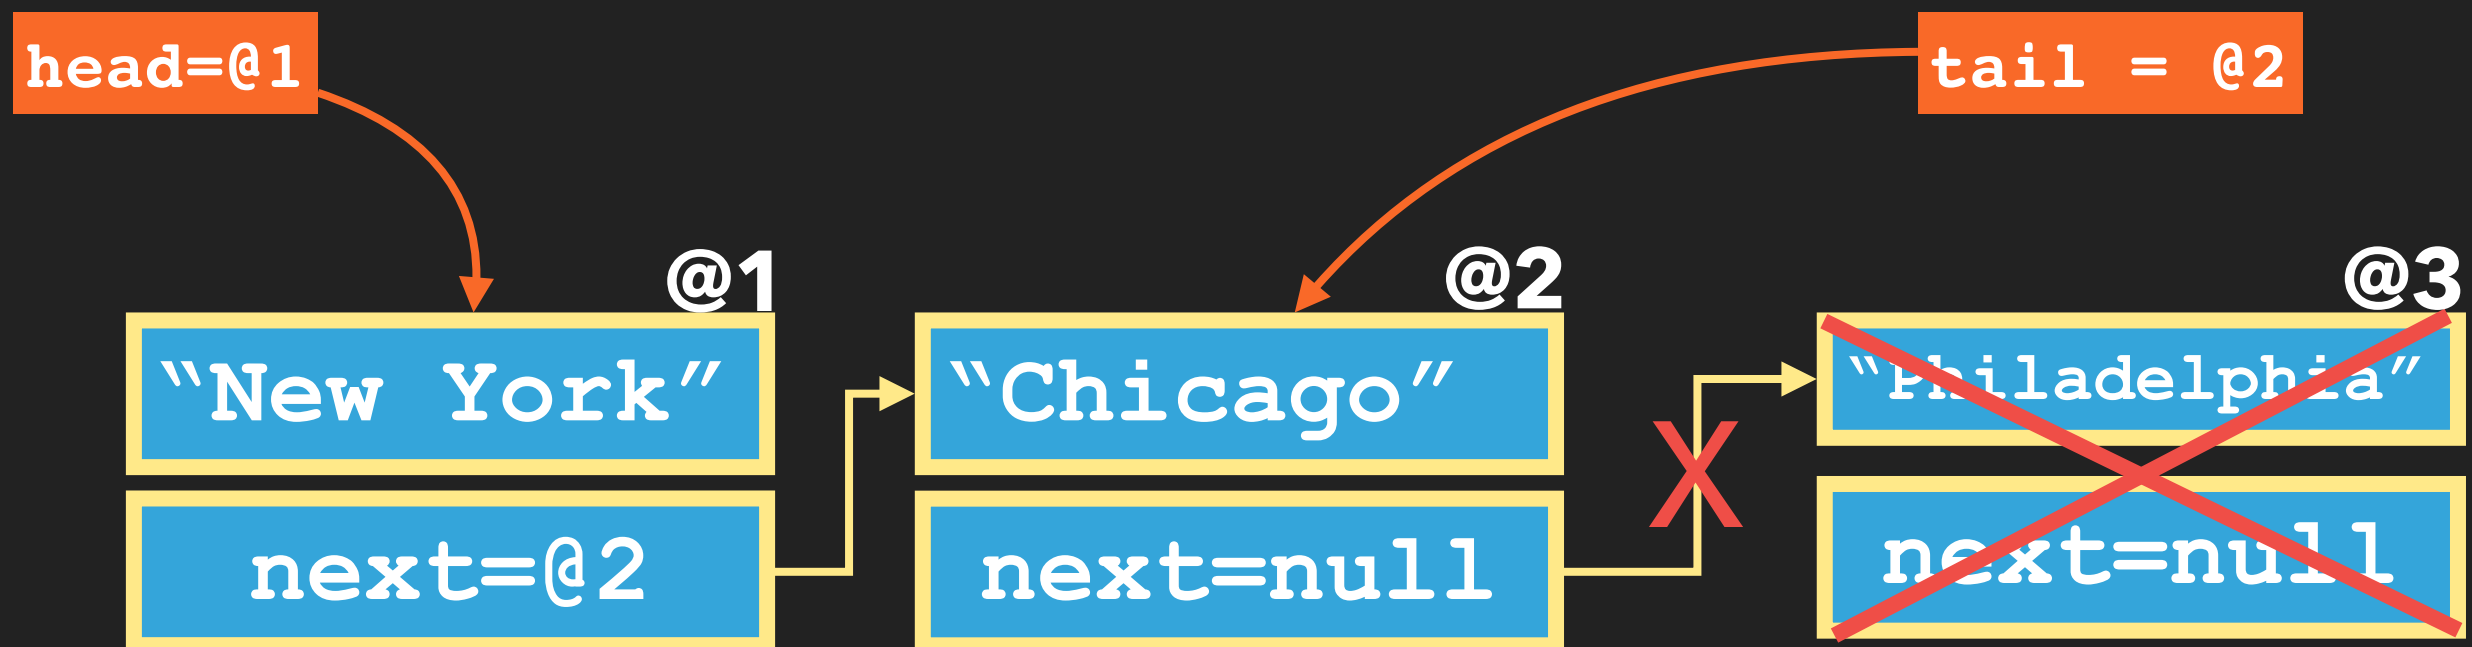 head=@1
tail = @2
@1
@2
@3
“New York”
“Chicago”
“Philadelphia”
next=@2
next=null
X
next=null